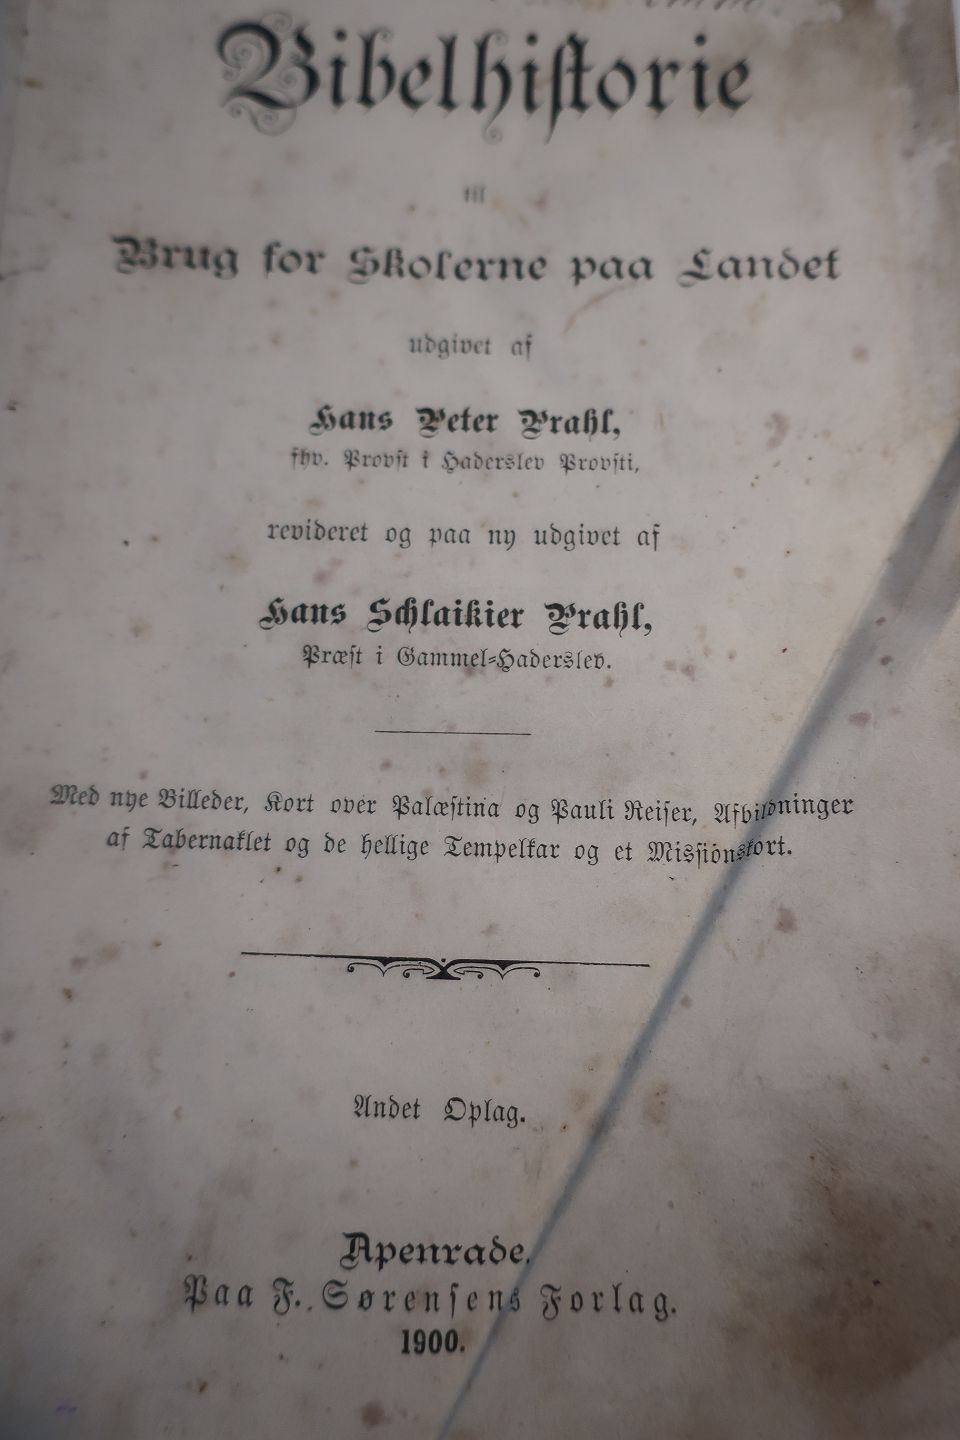 Bibelhistorie
til
Brug for Skolerne paa Landet
udgivet af
Hans Peter Prahl,
fhv. Provst i Haderslev Provsti,
revideret og paa ny udgivet af
Hans Schlaikier Prahl,
Præst i Gammel-Haderslev.
Med nye Billeder, Kort over Palæstina og Pauli Reiser, Afbildninger
af Tabernaklet og de hellige Tempelkar og et Missionskort.
Andet Oplag.
Apenrade.
Paa F. Sørensens Forlag.
1900.